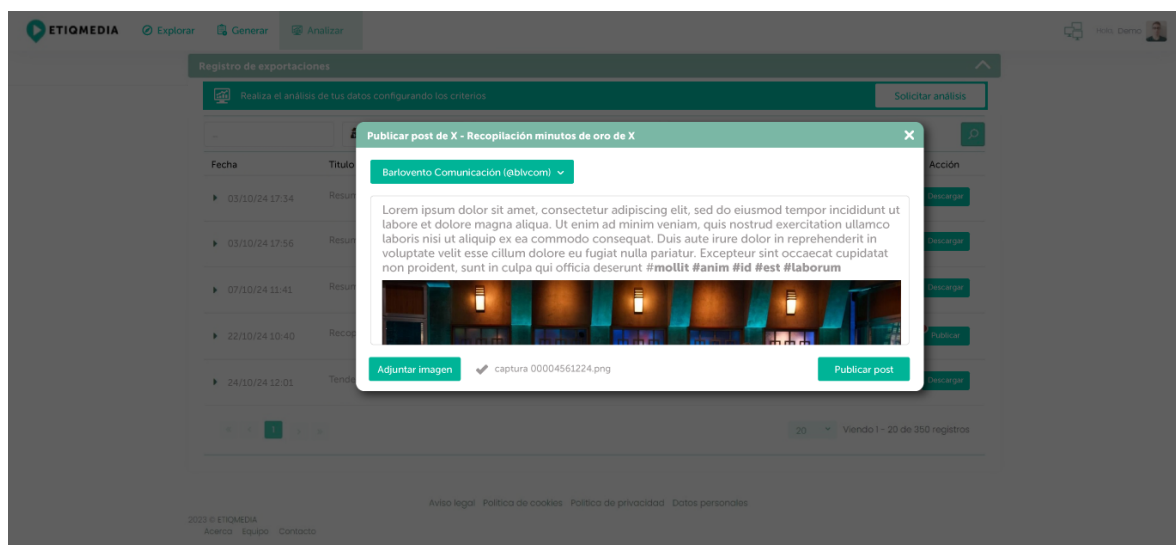 ETIQMEDIA
Explorar
Generar
Analizar
Hola, Demo
Registro de exportaciones
Realiza el análisis de tus datos configurando los criterios
Solicitar análisis
Publicar post de X - Recopilación minutos de oro de X
Fecha
Título
Acción
Barlovento Comunicación (@blvcom)
03/10/24 17:34
Resum
Descargar
Lorem ipsum dolor sit amet, consectetur adipiscing elit, sed do eiusmod tempor incididunt ut
labore et dolore magna aliqua. Ut enim ad minim veniam, quis nostrud exercitation ullamco
laboris nisi ut aliquip ex ea commodo consequat. Duis aute irure dolor in reprehenderit in
voluptate velit esse cillum dolore eu fugiat nulla pariatur. Excepteur sint occaecat cupidatat
non proident, sunt in culpa qui officia deserunt #mollit #anim #id #est #laborum
03/10/24 17:56
Resum
Descargar
07/10/24 11:41
Resum
Descargar
22/10/24 10:40
Recop
Publicar
Adjuntar imagen
captura 00004561224.png
Publicar post
24/10/24 12:01
Tende
Descargar
1
20
Viendo 1 - 20 de 350 registros
Aviso legal Política de cookies Política de privacidad Datos personales
2023 © ETIQMEDIA
Acerca Equipo Contacto